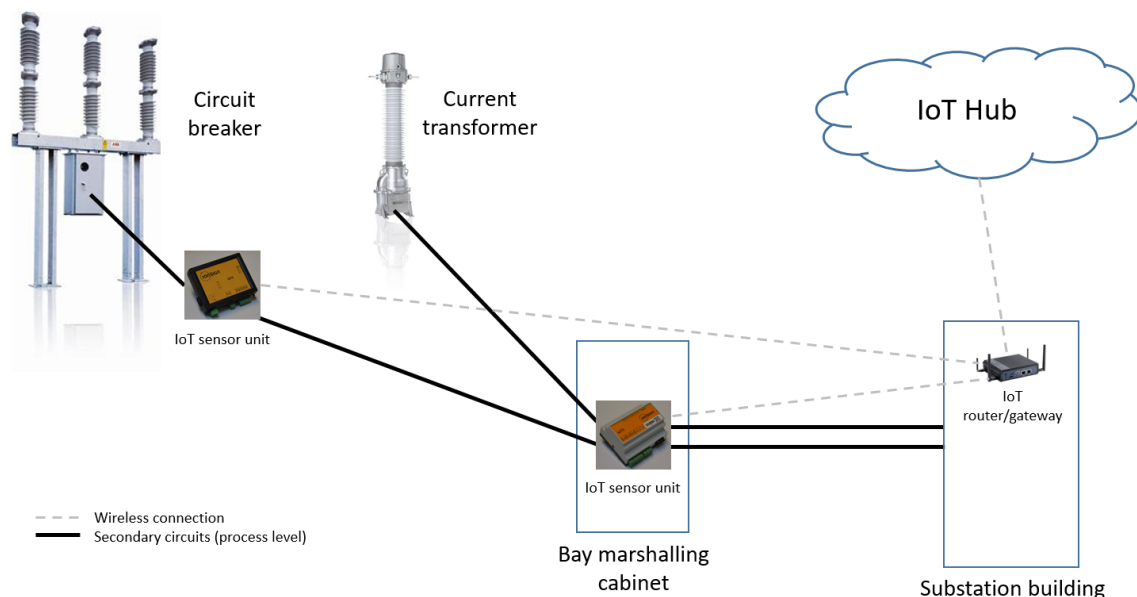 Circuit
breaker
Current
transformer
IoT Hub
IoT sensor unit
IoT
router/gateway
IoT sensor unit
Wireless connection
Secondary circuits (process level)
Bay marshalling
cabinet
Substation building